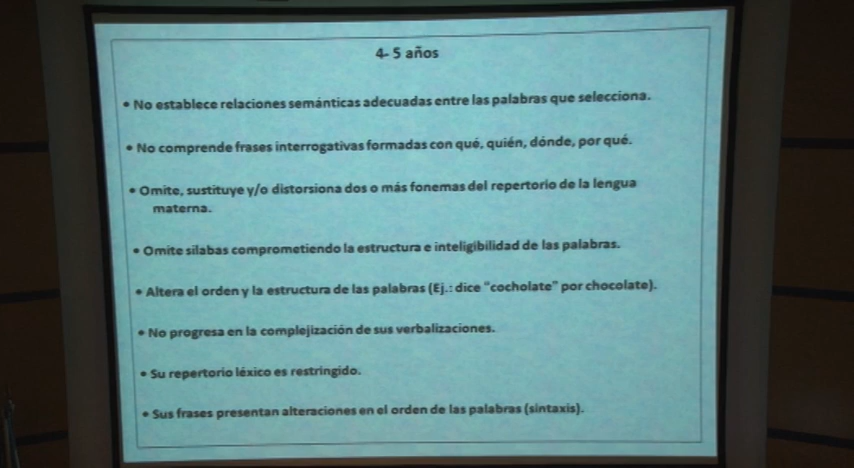 4- 5 años
• No establece relaciones semánticas adecuadas entre las palabras que selecciona.
• No comprende frases interrogativas formadas con qué, quién, dónde, por qué.
• Omite, sustituye y/o distorsiona dos o más fonemas del repertorio de la lengua
materna.
• Omite silabas comprometiendo la estructura e inteligibilidad de las palabras.
• Altera el orden y la estructura de las palabras (Ej.: dice "cocholate" por chocolate).
• No progresa en la complejización de sus verbalizaciones.
• Su repertorio léxico es restringido.
• Sus frases presentan alteraciones en el orden de las palabras (sintaxis).